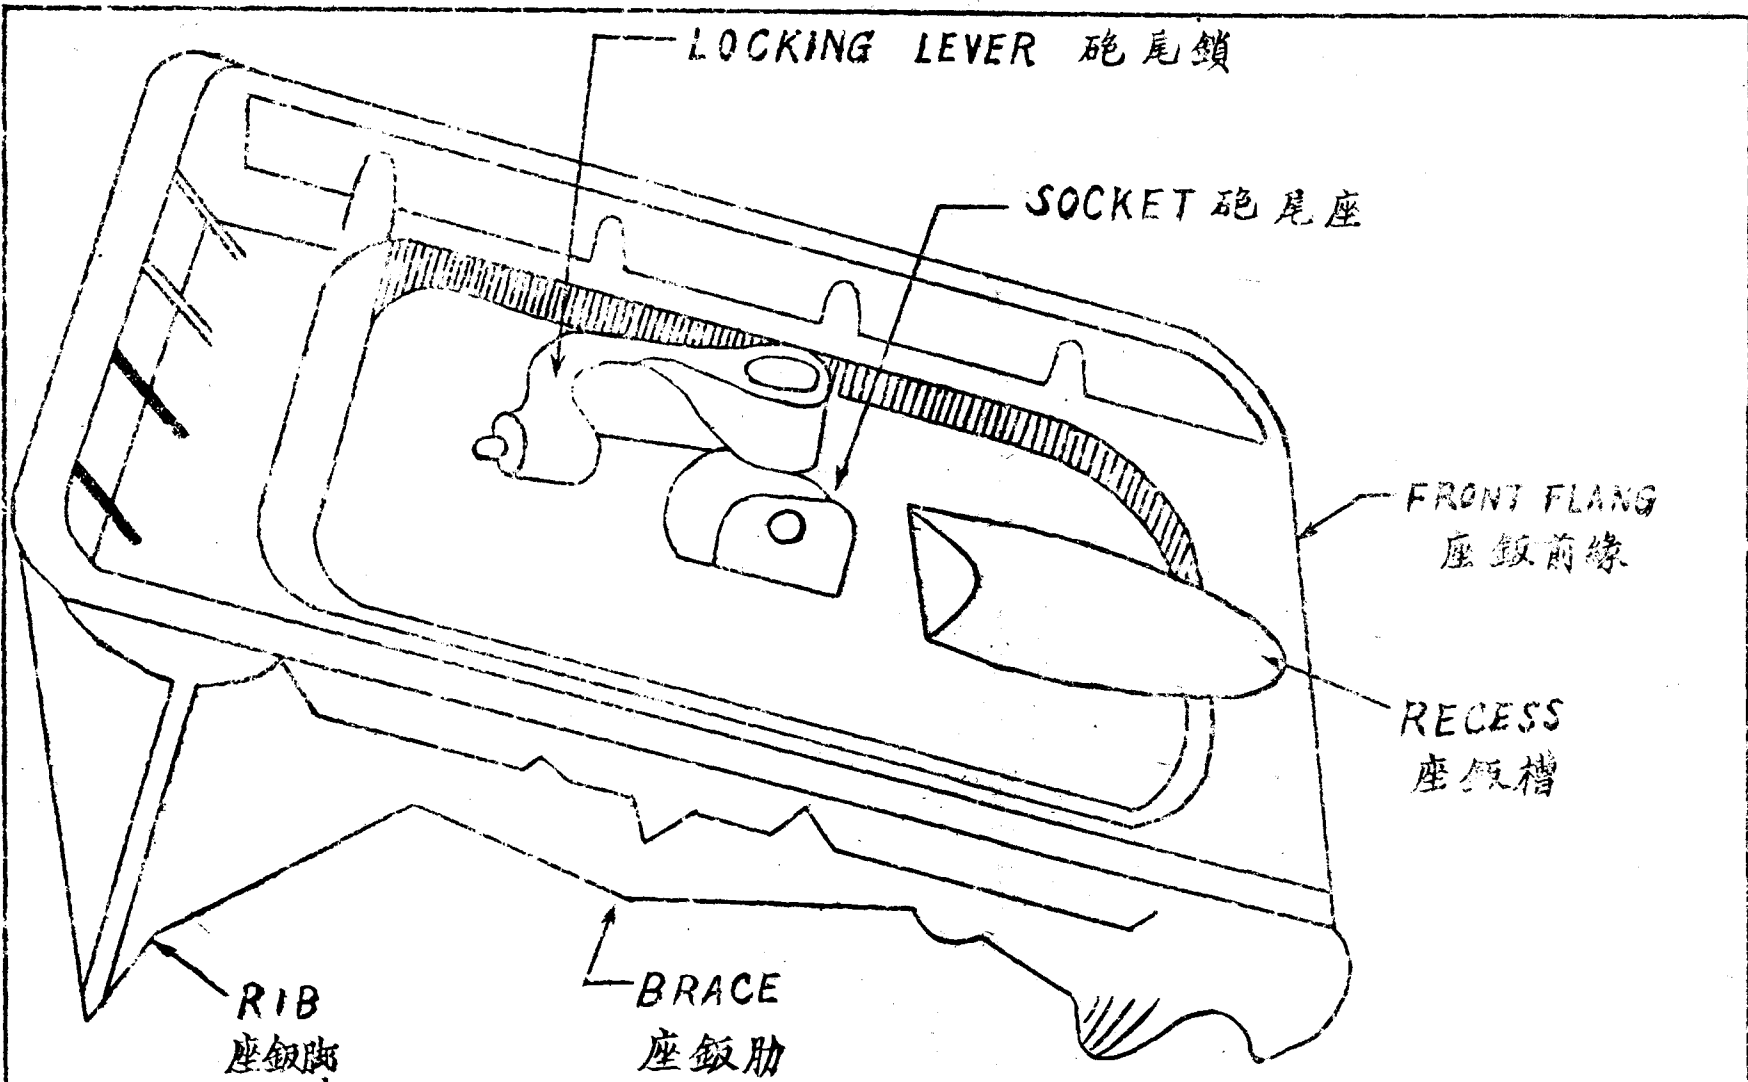 LOCKING LEVER 砲尾鎖
SOCKET 砲尾座
FRONT FLANG
座鈑前緣
RECESS
座鈑槽
RIB
座鈑脚
BRACE
座鈑肋